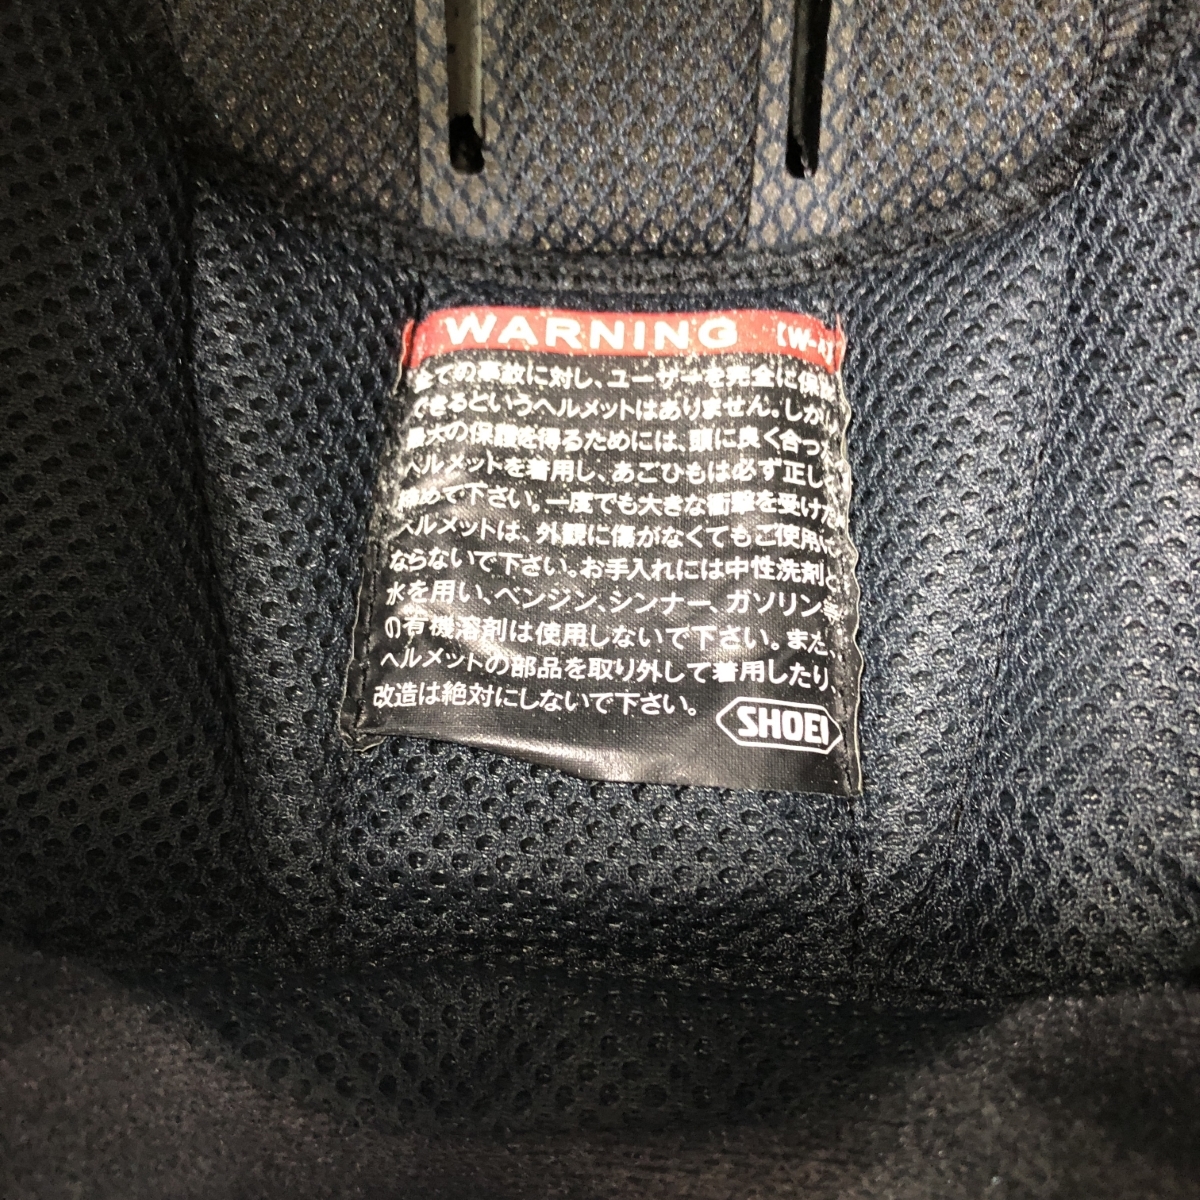 WARNING 【W-A】
全ての事故に対し、ユーザーを完全に保護
できるというヘルメットはありません。しかし、
最大の保護を得るためには、頭に良く合った
ヘルメットを着用し、あごひもは必ず正しく
締めて下さい。一度でも大きな衝撃を受けた
ヘルメットは、外観に傷がなくてもご使用に
ならないで下さい。お手入れには中性洗剤と
水を用い、ベンジン、シンナー、ガソリン等
の有機溶剤は使用しないで下さい。また、
ヘルメットの部品を取り外して着用したり、
改造は絶対にしないで下さい。
SHOEI